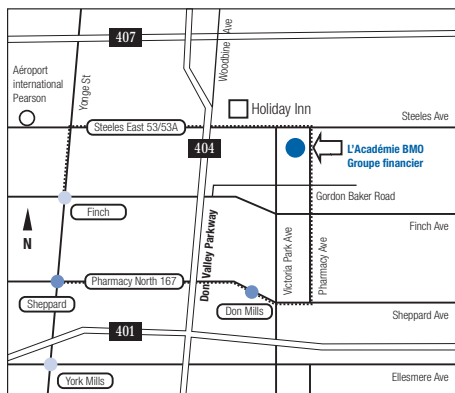 407
Woodbine Ave
Aéroport
international
Pearson
Yonge St
Holiday Inn
Steeles Ave
Steeles East 53/53A
404
L'Académie BMO
Groupe financier
Gordon Baker Road
Finch
Finch Ave
N
Don Valley Parkway
Victoria Park Ave
Pharmacy Ave
Pharmacy North 167
Sheppard
Don Mills
Sheppard Ave
401
York Mills
Ellesmere Ave